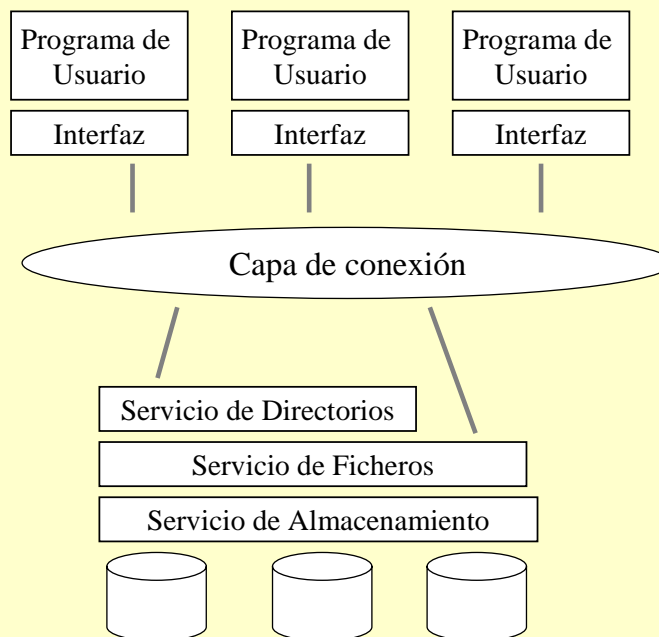 Programa de
Usuario
Programa de
Usuario
Programa de
Usuario
Interfaz
Interfaz
Interfaz
Capa de conexión
Servicio de Directorios
Servicio de Ficheros
Servicio de Almacenamiento